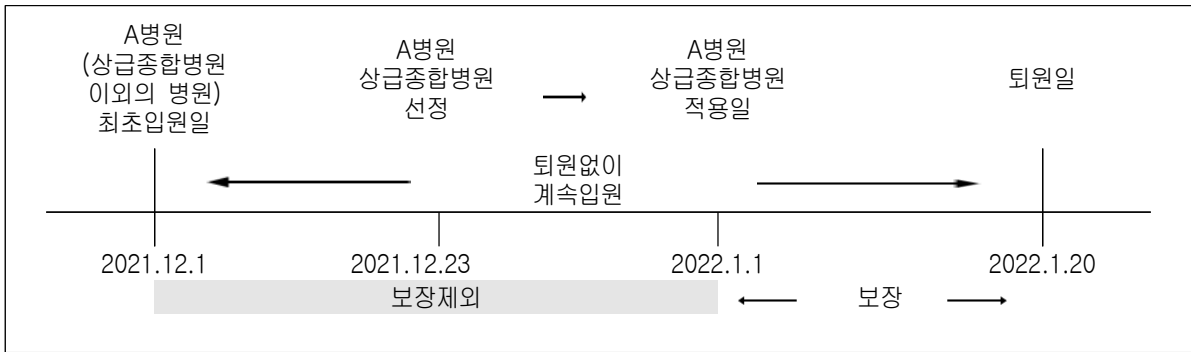 A병원
(상급종합병원
이외의 병원)
최초입원일
A병원
상급종합병원
선정
A병원
상급종합병원
적용일
퇴원일
퇴원없이
계속입원
2021.12.1
2021.12.23
2022.1.1
2022.1.20
보장제외
보장